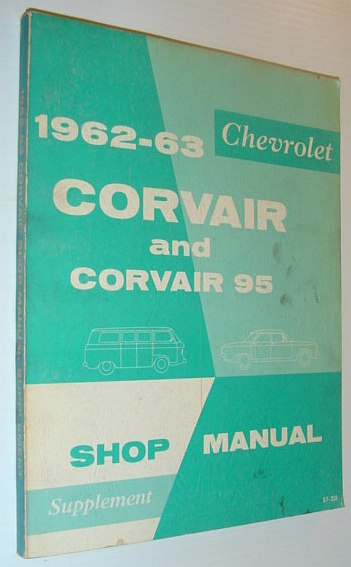 1962-63 Chevrolet
CORVAIR
and
CORVAIR 95
SHOP MANUAL
Supplement